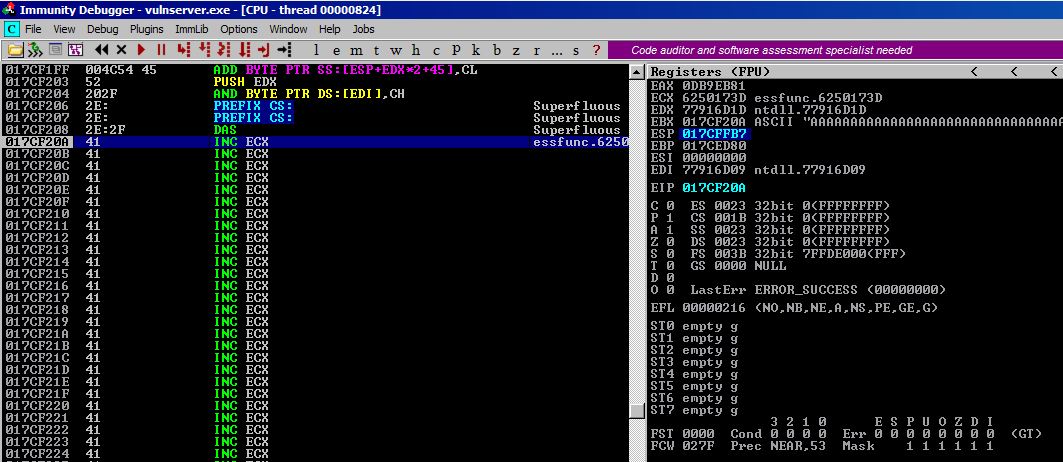 Immunity Debugger - vulnserver.exe - [CPU - thread 00000824]
C File View Debug Plugins ImmLib Options Window Help Jobs
l e m t w h c p k b z r ... s ? Code auditor and software assessment specialist needed
017CF1FF 004C54 45 ADD BYTE PTR SS:[ESP+EDX*2+45],CL
017CF203 52 PUSH EDX
017CF204 202F AND BYTE PTR DS:[EDI],CH
017CF206 2E: PREFIX CS: Superfluous
017CF207 2E: PREFIX CS: Superfluous
017CF208 2E:2F DAS Superfluous
017CF20A 41 INC ECX essfunc.6250
017CF20B 41 INC ECX
017CF20C 41 INC ECX
017CF20D 41 INC ECX
017CF20E 41 INC ECX
017CF20F 41 INC ECX
017CF210 41 INC ECX
017CF211 41 INC ECX
017CF212 41 INC ECX
017CF213 41 INC ECX
017CF214 41 INC ECX
017CF215 41 INC ECX
017CF216 41 INC ECX
017CF217 41 INC ECX
017CF218 41 INC ECX
017CF219 41 INC ECX
017CF21A 41 INC ECX
017CF21B 41 INC ECX
017CF21C 41 INC ECX
017CF21D 41 INC ECX
017CF21E 41 INC ECX
017CF21F 41 INC ECX
017CF220 41 INC ECX
017CF221 41 INC ECX
017CF222 41 INC ECX
017CF223 41 INC ECX
017CF224 41 INC ECX
Registers (FPU) < < <
EAX 0DB9EB81
ECX 6250173D essfunc.6250173D
EDX 77916D1D ntdll.77916D1D
EBX 017CF20A ASCII "AAAAAAAAAAAAAAAAAAAAAAAAAAAAAA
ESP 017CFFB7
EBP 017CED80
ESI 00000000
EDI 77916D09 ntdll.77916D09
EIP 017CF20A
C 0 ES 0023 32bit 0(FFFFFFFF)
P 1 CS 001B 32bit 0(FFFFFFFF)
A 1 SS 0023 32bit 0(FFFFFFFF)
Z 0 DS 0023 32bit 0(FFFFFFFF)
S 0 FS 003B 32bit 7FFDE000(FFF)
T 0 GS 0000 NULL
D 0
O 0 LastErr ERROR_SUCCESS (00000000)
EFL 00000216 (NO,NB,NE,A,NS,PE,GE,G)
ST0 empty g
ST1 empty g
ST2 empty g
ST3 empty g
ST4 empty g
ST5 empty g
ST6 empty g
ST7 empty g
3 2 1 0 E S P U O Z D I
FST 0000 Cond 0 0 0 0 Err 0 0 0 0 0 0 0 0 (GT)
FCW 027F Prec NEAR,53 Mask 1 1 1 1 1 1